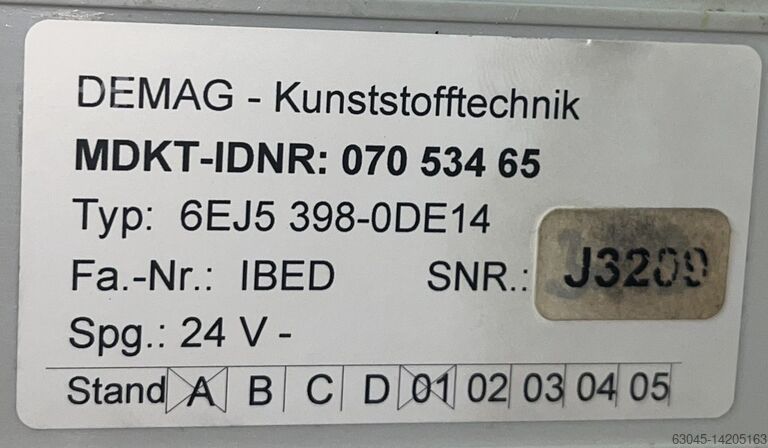 DEMAG - Kunststofftechnik
MDKT-IDNR: 070 534 65
Typ: 6EJ5 398-0DE14
Fa.-Nr.: IBED SNR.: J3209
Spg.: 24 V -
Stand A B C D 01 02 03 04 05
63045-14205163